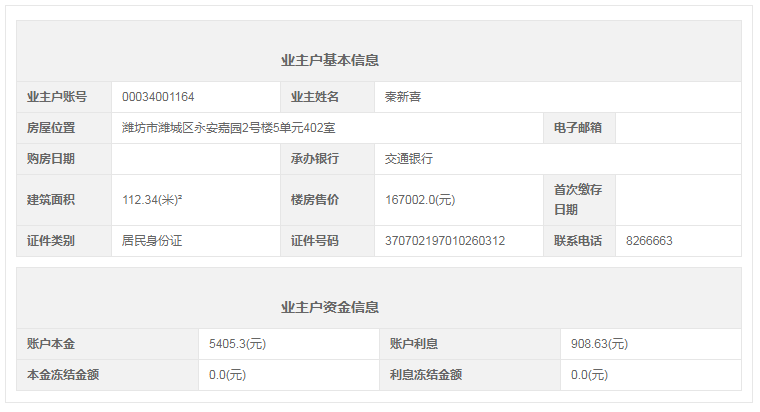 业主户基本信息
业主户账号 00034001164 业主姓名 秦新喜
房屋位置 潍坊市潍城区永安嘉园2号楼5单元402室 电子邮箱
购房日期 承办银行 交通银行
建筑面积 112.34(米)² 楼房售价 167002.0(元) 首次缴存
日期
证件类别 居民身份证 证件号码 370702197010260312 联系电话 8266663
业主户资金信息
账户本金 5405.3(元) 账户利息 908.63(元)
本金冻结金额 0.0(元) 利息冻结金额 0.0(元)